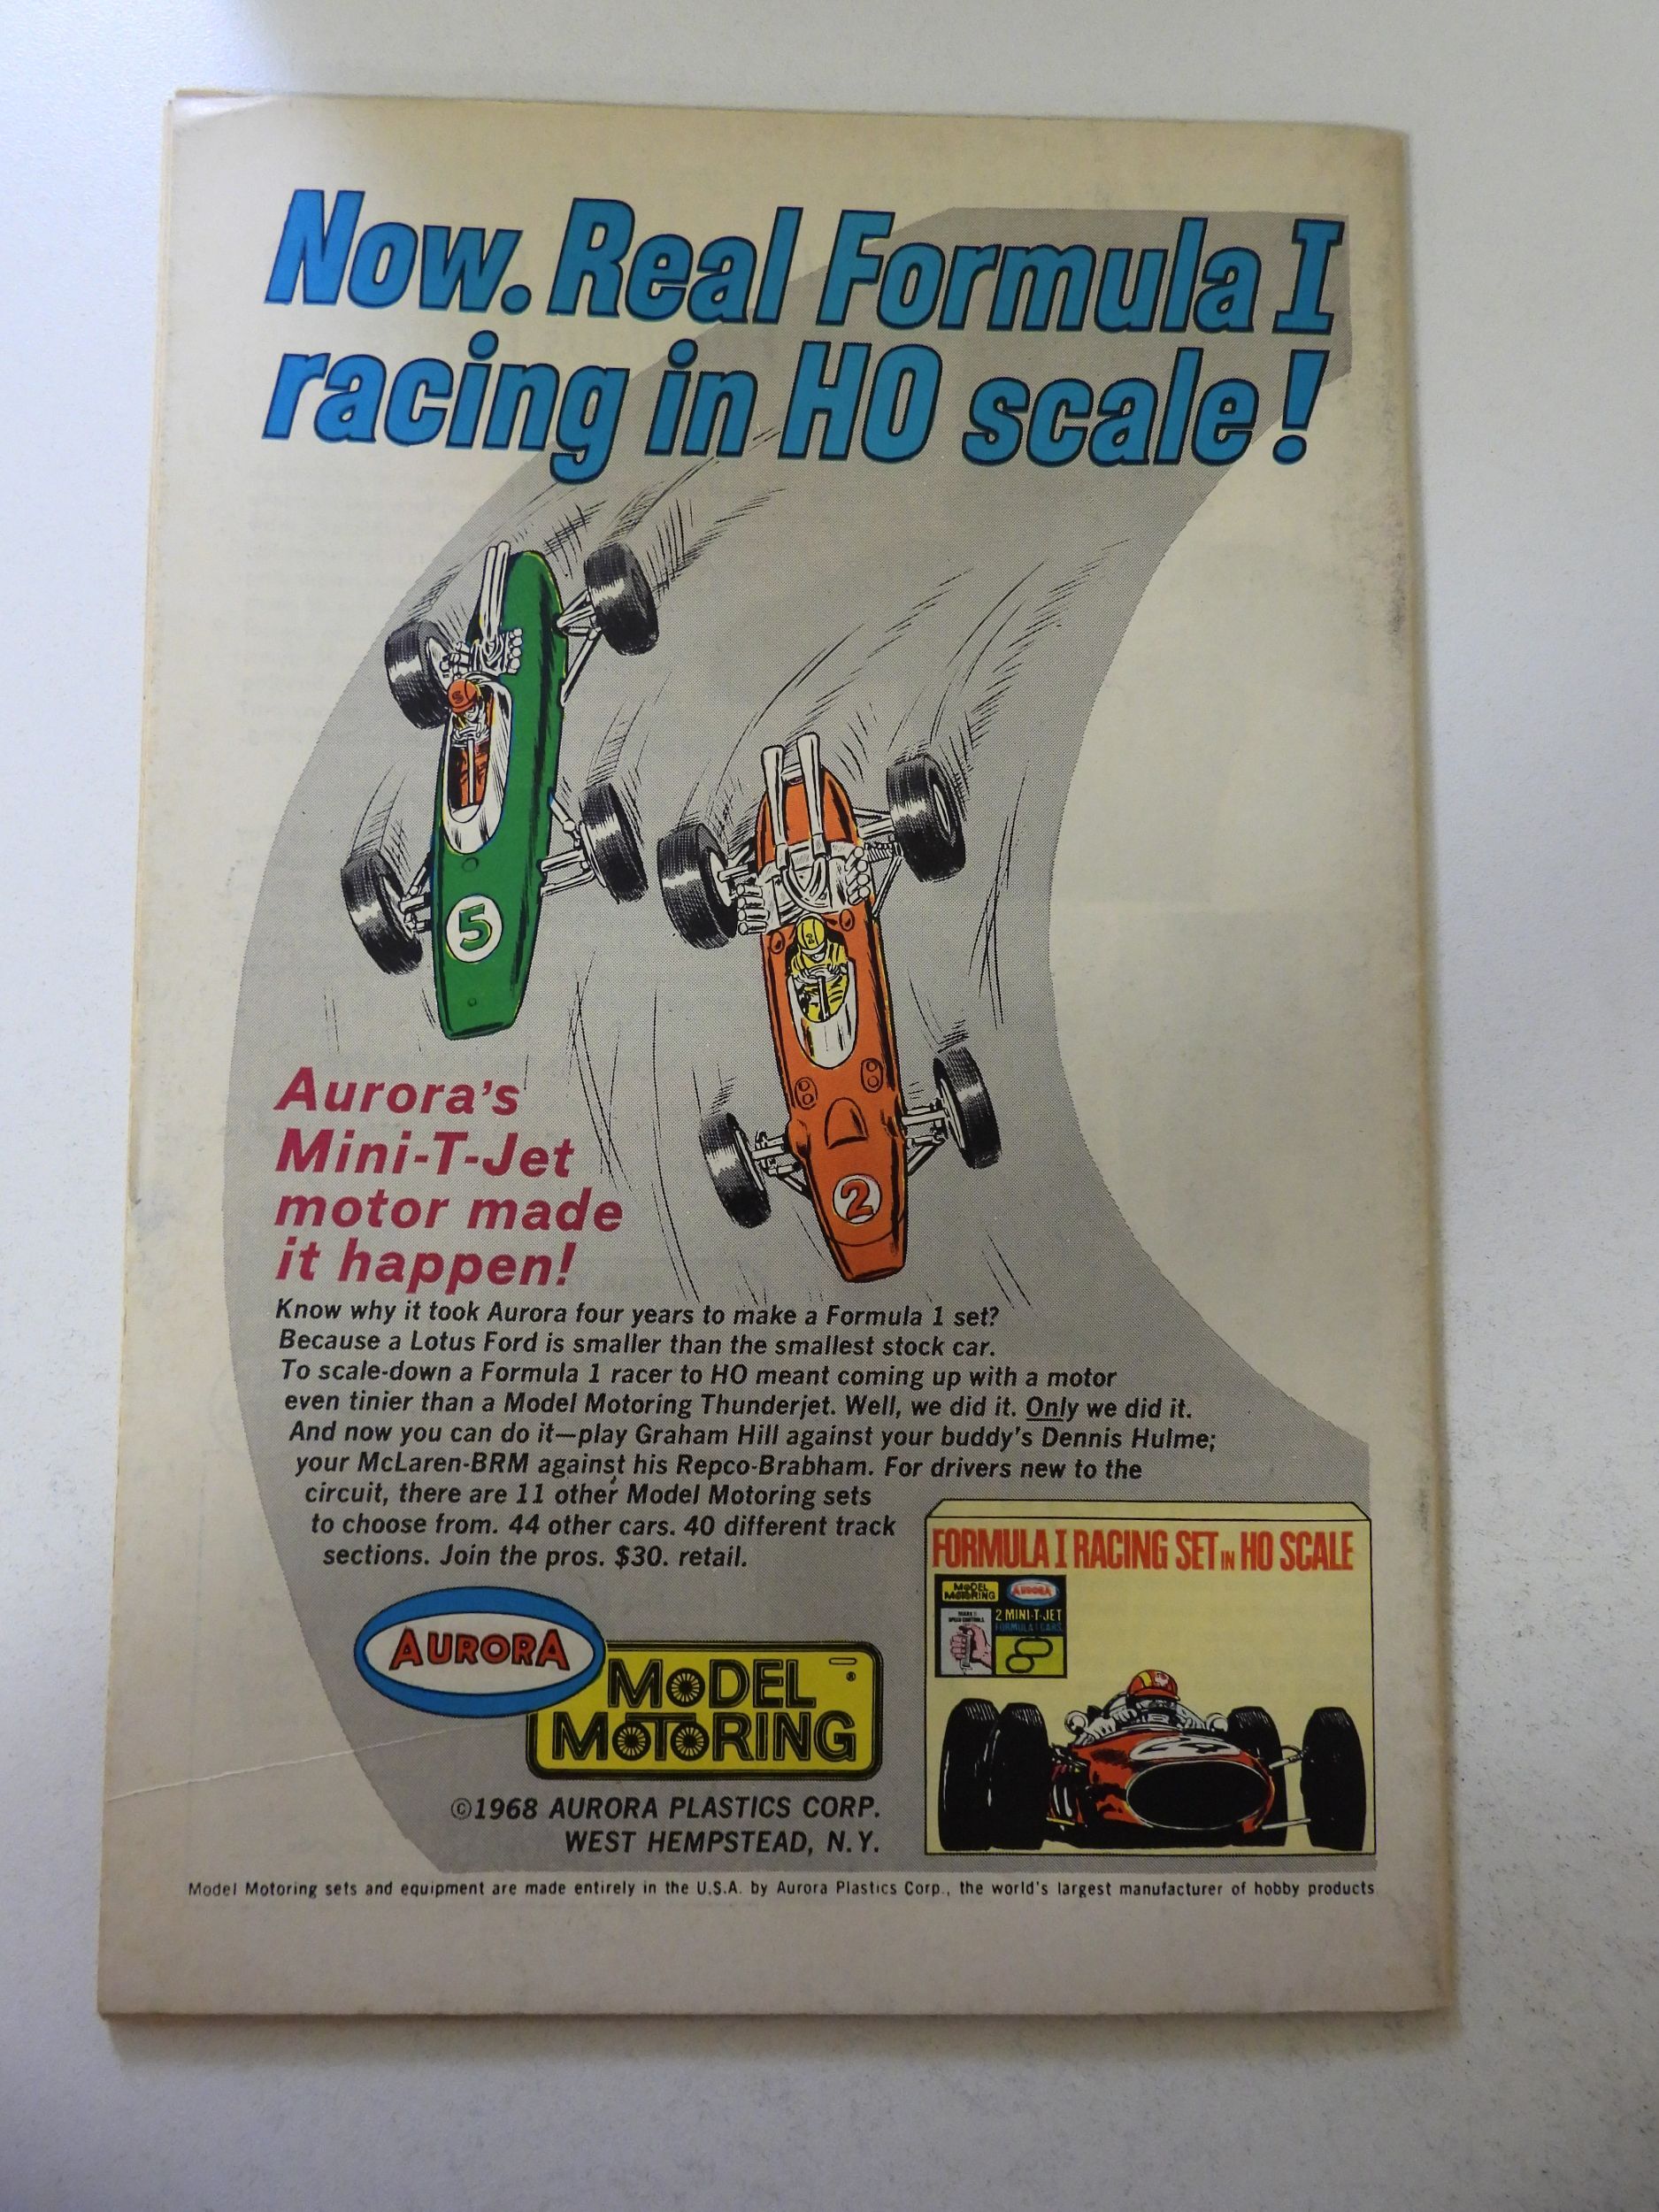 Now. Real Formula I
racing in HO scale!
5
2
Aurora's
Mini-T-Jet
motor made
it happen!
Know why it took Aurora four years to make a Formula 1 set?
Because a Lotus Ford is smaller than the smallest stock car.
To scale-down a Formula 1 racer to HO meant coming up with a motor
even tinier than a Model Motoring Thunderjet. Well, we did it. Only we did it.
And now you can do it—play Graham Hill against your buddy's Dennis Hulme;
your McLaren-BRM against his Repco-Brabham. For drivers new to the
circuit, there are 11 other Model Motoring sets
to choose from. 44 other cars. 40 different track
sections. Join the pros. $30. retail.
FORMULA I RACING SET IN HO SCALE
MODEL
MOTORING
AURORA
2 MINI-T-JET
FORMULA I CARS
AURORA
MODEL
MOTORING
®
©1968 AURORA PLASTICS CORP.
WEST HEMPSTEAD, N.Y.
Model Motoring sets and equipment are made entirely in the U.S.A. by Aurora Plastics Corp., the world's largest manufacturer of hobby products